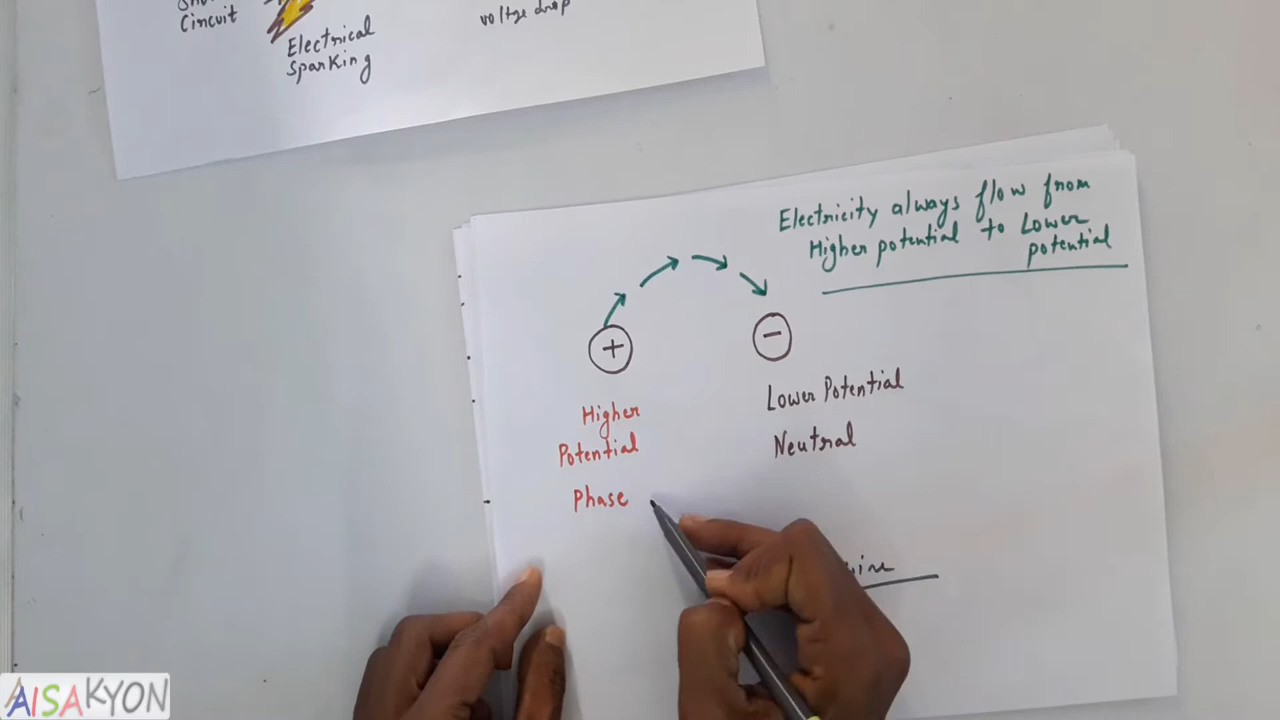 Circuit
Electrical
Sparking
voltge drop
Electricity always flow from
Higher potential to Lower
potential
+
−
Higher
Potential
Phase
Lower Potential
Neutral
AISAKYON